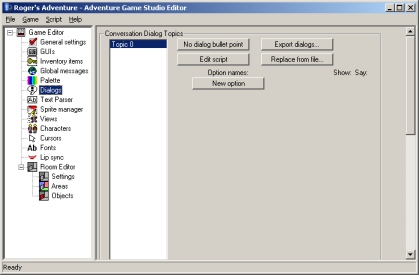 Roger's Adventure - Adventure Game Studio Editor
File Game Script Help
Game Editor
General settings
GUIs
Inventory items
Global messages
Palette
Dialogs
Text Parser
Sprite manager
Views
Characters
Cursors
Fonts
Lip sync
Room Editor
Settings
Areas
Objects
Conversation Dialog Topics
Topic 0
No dialog bullet point Export dialogs...
Edit script Replace from file...
Option names: Show: Say:
New option
Ready